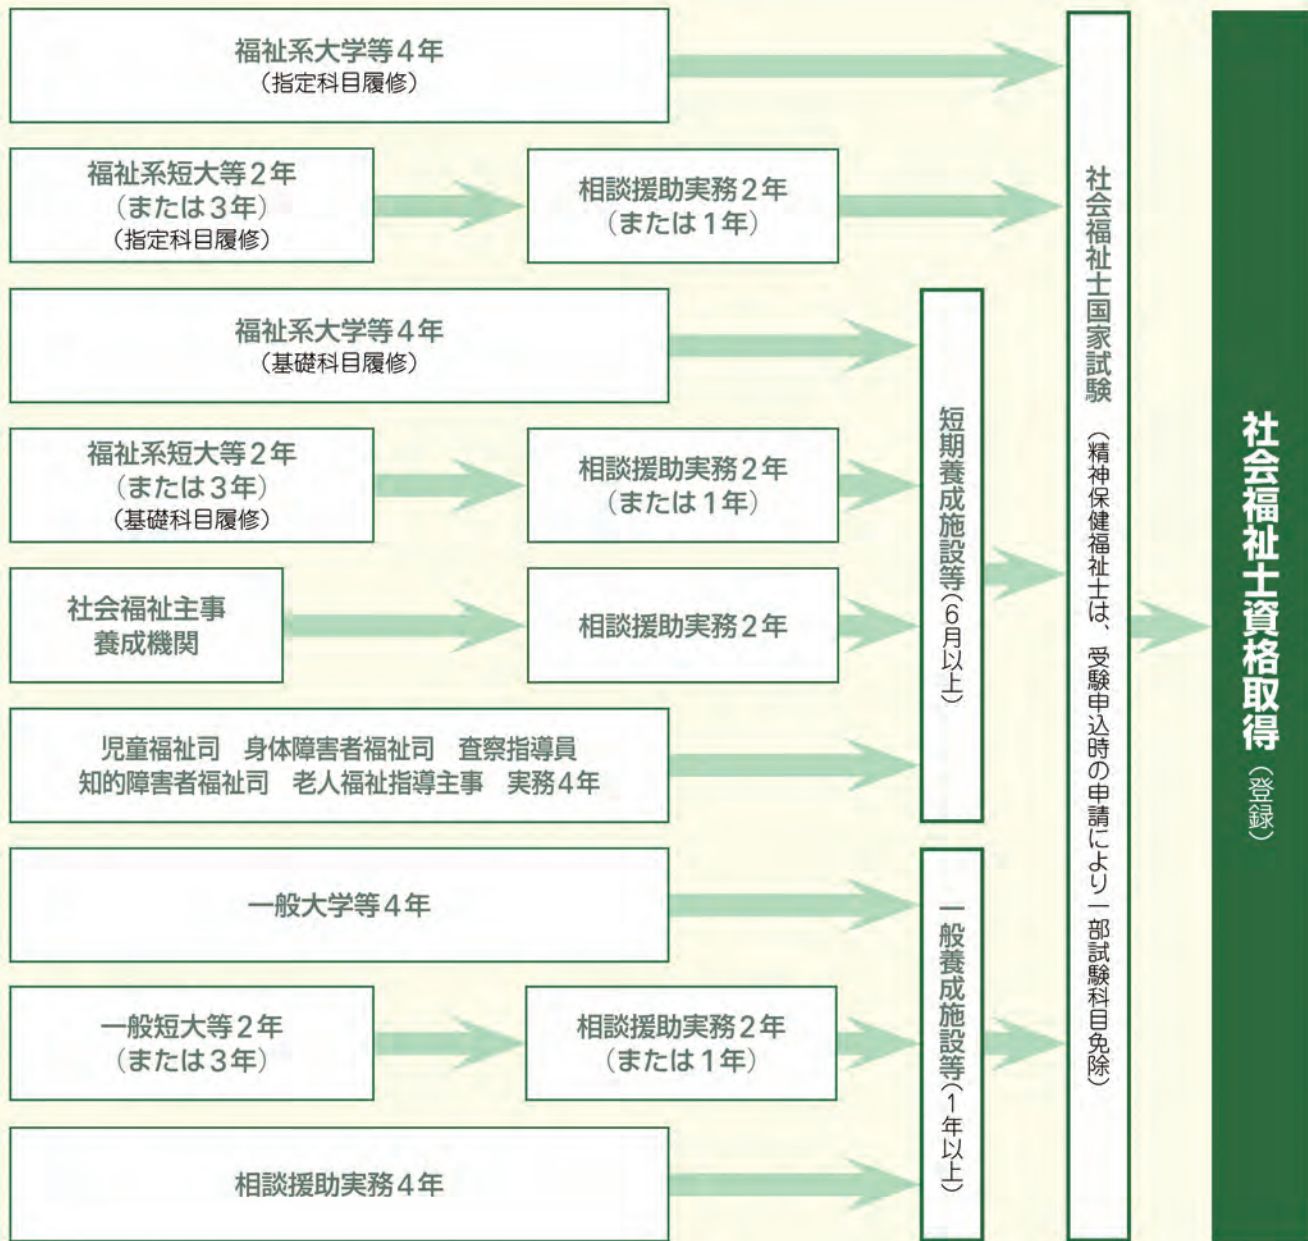 福祉系大学等4年
(指定科目履修)
福祉系短大等2年
(または3年)
(指定科目履修)
相談援助実務2年
(または1年)
福祉系大学等4年
(基礎科目履修)
福祉系短大等2年
(または3年)
(基礎科目履修)
相談援助実務2年
(または1年)
社会福祉主事
養成機関
相談援助実務2年
児童福祉司 身体障害者福祉司 査察指導員
知的障害者福祉司 老人福祉指導主事 実務4年
短期養成施設等(6月以上)
一般大学等4年
一般短大等2年
(または3年)
相談援助実務2年
(または1年)
相談援助実務4年
一般養成施設等(1年以上)
社会福祉士国家試験 (精神保健福祉士は、受験申込時の申請により一部試験科目免除)
社会福祉士資格取得(登録)